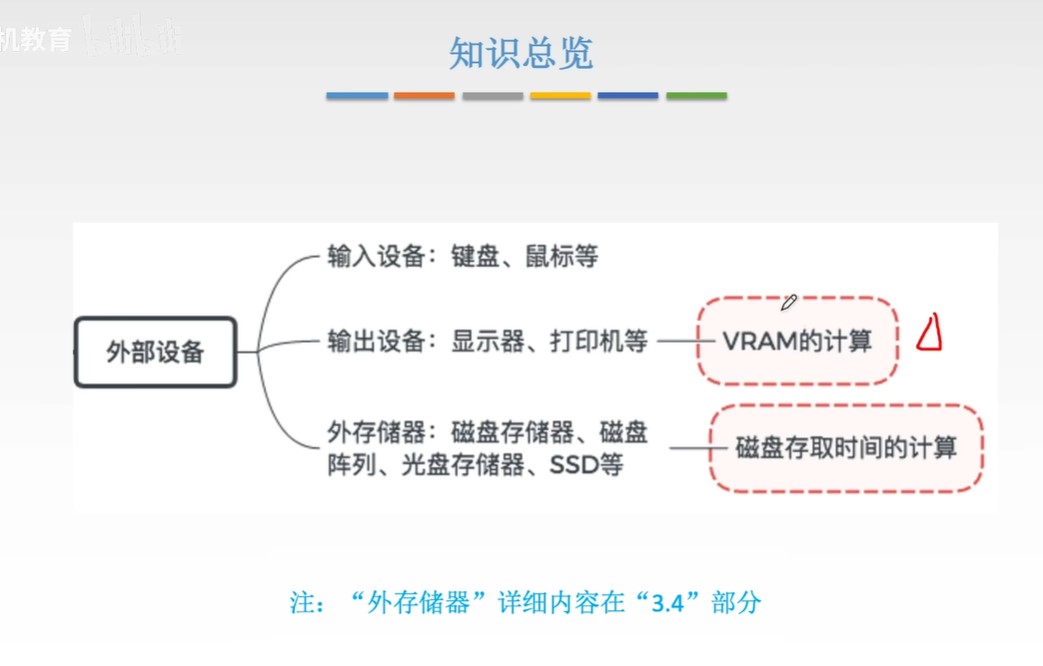 机教育
知识总览
输入设备：键盘、鼠标等
外部设备
输出设备：显示器、打印机等
VRAM的计算
外存储器：磁盘存储器、磁盘
阵列、光盘存储器、SSD等
磁盘存取时间的计算
注：“外存储器”详细内容在“3.4”部分